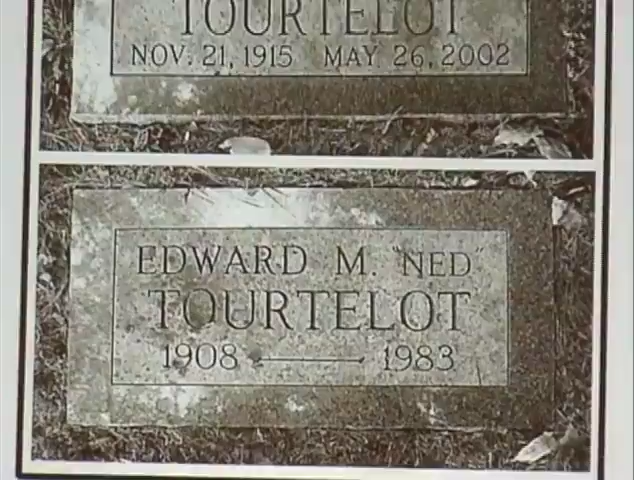 TOURTELOT
NOV. 21, 1915 MAY 26, 2002
EDWARD M. "NED"
TOURTELOT
1908 1983